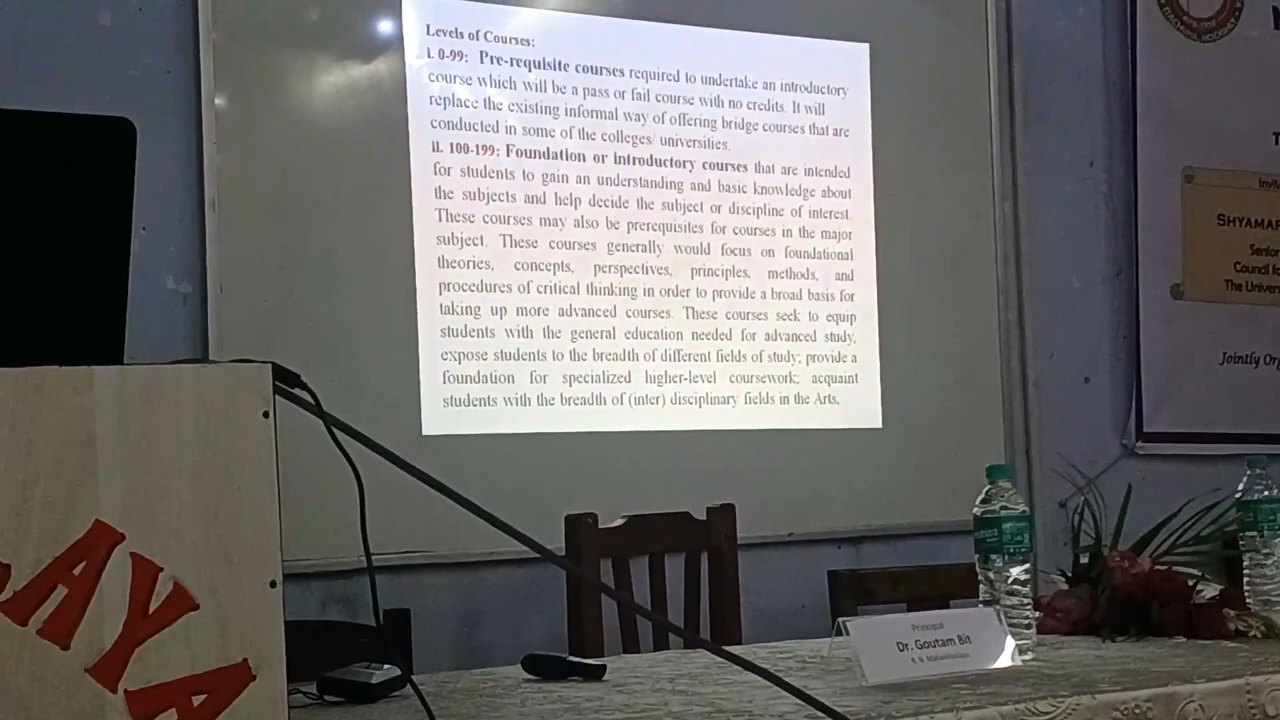 Levels of Courses:
i. 0-99: Pre-requisite courses required to undertake an introductory
course which will be a pass or fail course with no credits. It will
replace the existing informal way of offering bridge courses that are
conducted in some of the colleges/ universities.
ii. 100-199: Foundation or introductory courses that are intended
for students to gain an understanding and basic knowledge about
the subjects and help decide the subject or discipline of interest.
These courses may also be prerequisites for courses in the major
subject. These courses generally would focus on foundational
theories, concepts, perspectives, principles, methods, and
procedures of critical thinking in order to provide a broad basis for
taking up more advanced courses. These courses seek to equip
students with the general education needed for advanced study,
expose students to the breadth of different fields of study; provide a
foundation for specialized higher-level coursework; acquaint
students with the breadth of (inter) disciplinary fields in the Arts,
Invit
SHYAMAP
Senior
Council fo
The Univers
Jointly Org
AYA
Principal
Dr. Goutam Bit